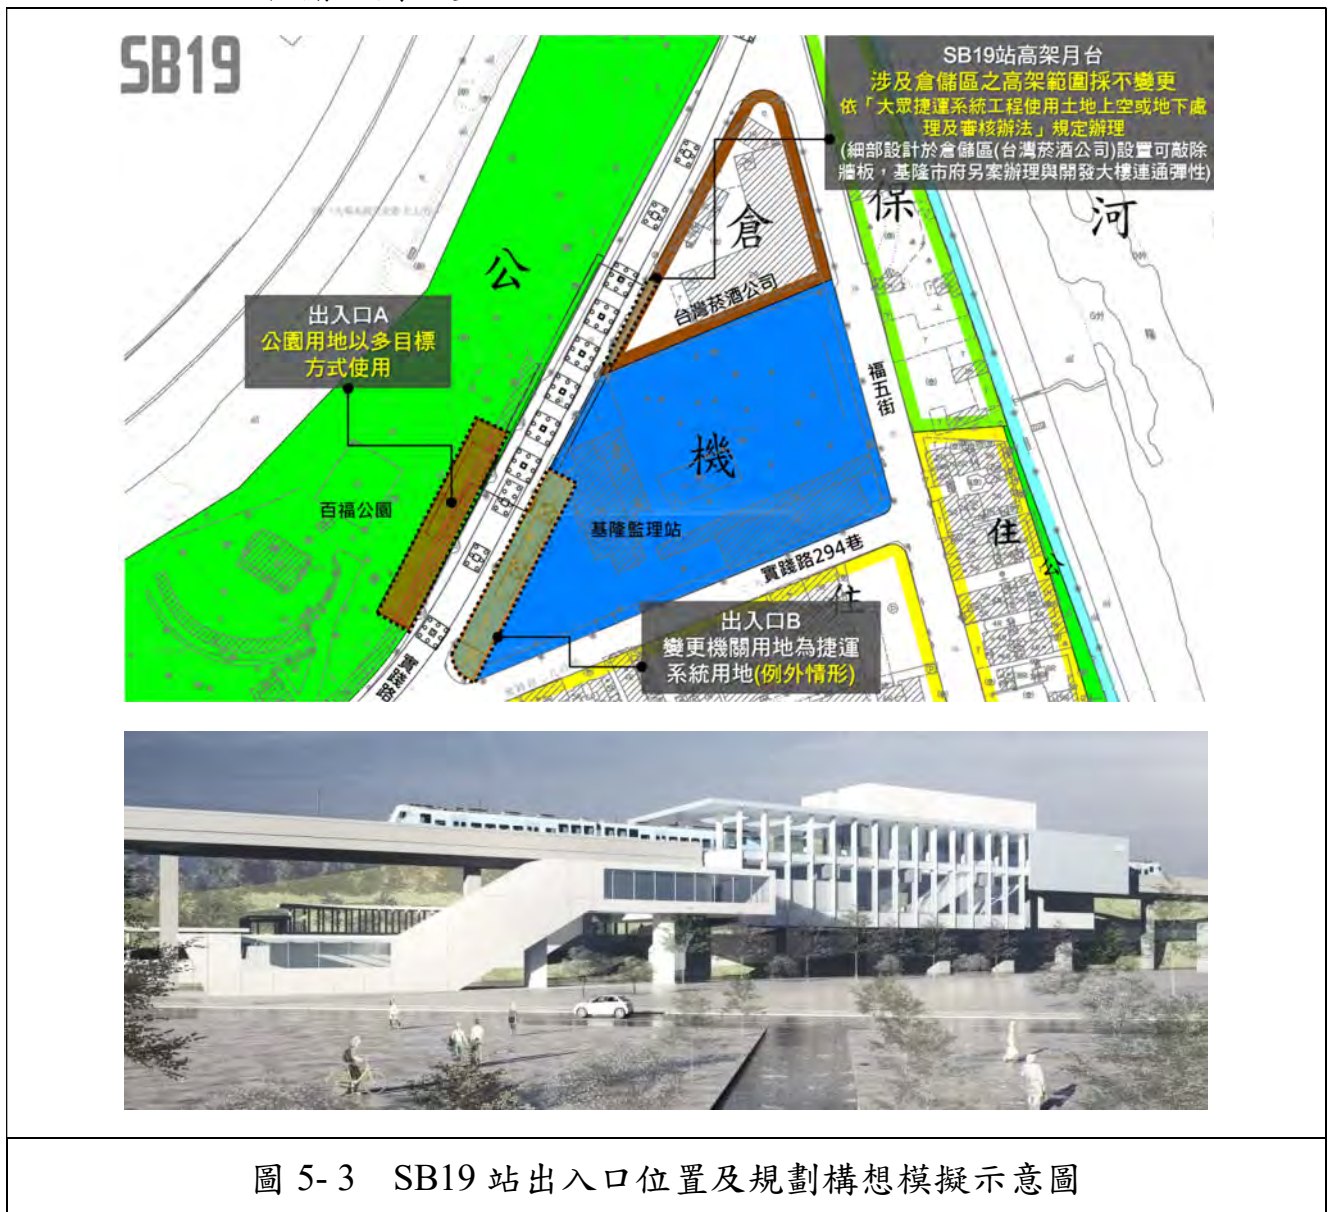 SB19
SB19站高架月台
涉及倉儲區之高架範圍採不變更
依「大眾捷運系統工程使用土地上空或地下處
理及審核辦法」規定辦理
(細部設計於倉儲區(台灣菸酒公司)設置可敲除
牆板，基隆市府另案辦理與開發大樓連通彈性)
倉
保
河
公
台灣菸酒公司
出入口A
公園用地以多目標
方式使用
福五街
機
百福公園
基隆監理站
住
公
實踐路294巷
住
出入口B
變更機關用地為捷運
系統用地(例外情形)
實踐路
圖 5- 3 SB19 站出入口位置及規劃構想模擬示意圖